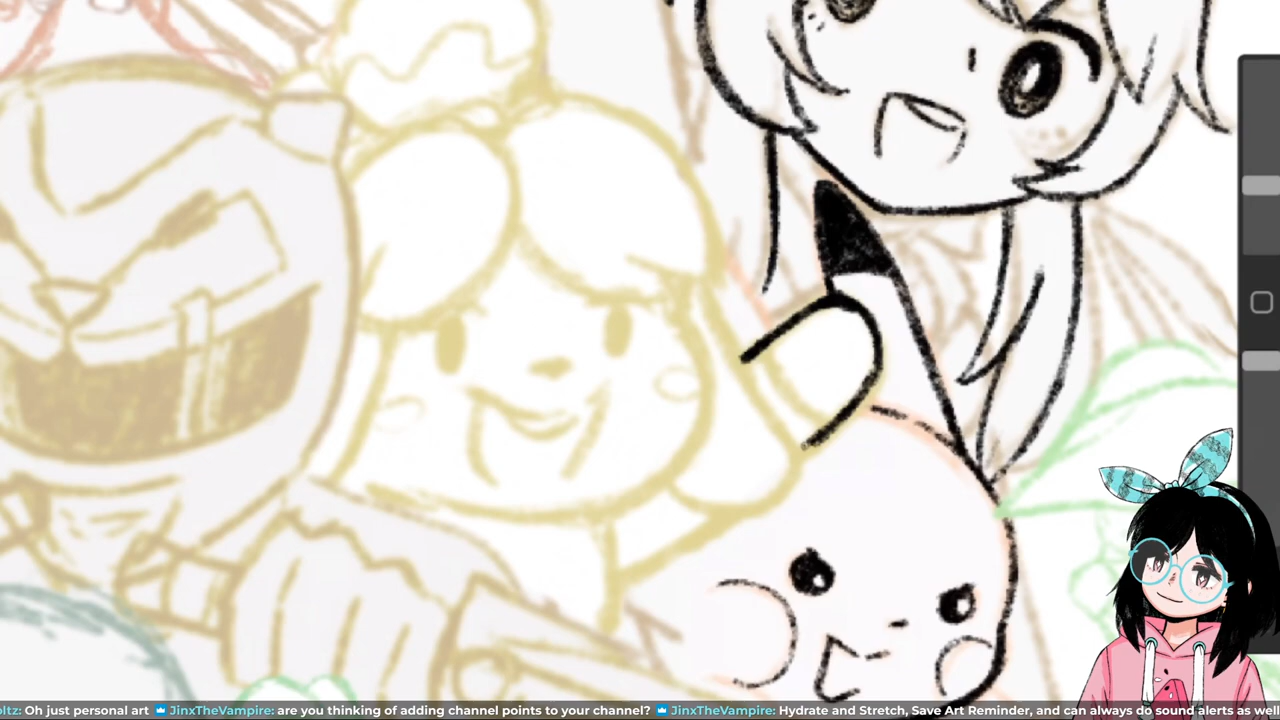 oltz: Oh just personal art JinxTheVampire: are you thinking of adding channel points to your channel? JinxTheVampire: Hydrate and Stretch, Save Art Reminder, and can always do sound alerts as well